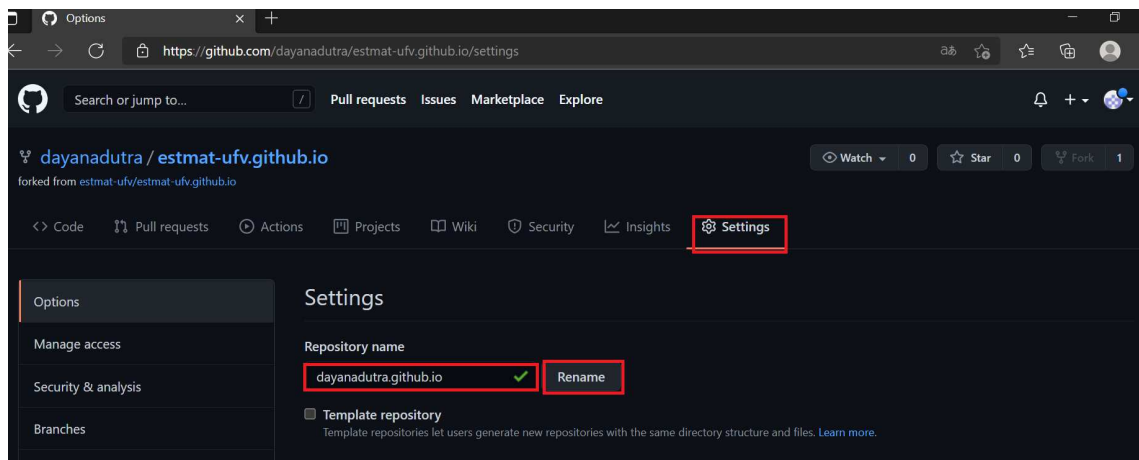 Options
https://github.com/dayanadutra/estmat-ufv.github.io/settings
aあ
Search or jump to... / Pull requests Issues Marketplace Explore
dayanadutra / estmat-ufv.github.io
Watch 0 Star 0 Fork 1
forked from estmat-ufv/estmat-ufv.github.io
<> Code Pull requests Actions Projects Wiki Security Insights Settings
Options
Manage access
Security & analysis
Branches
Settings
Repository name
dayanadutra.github.io Rename
Template repository
Template repositories let users generate new repositories with the same directory structure and files. Learn more.